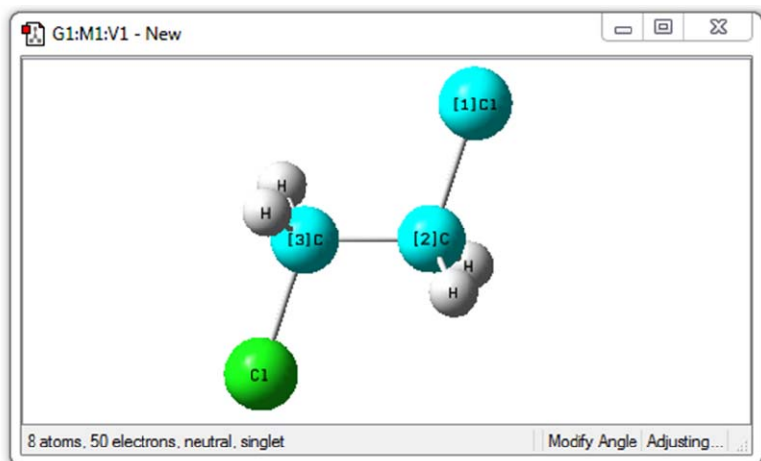 G1:M1:V1 - New
[1]Cl
H
H
[3]C
[2]C
H
H
Cl
8 atoms, 50 electrons, neutral, singlet
Modify Angle
Adjusting...